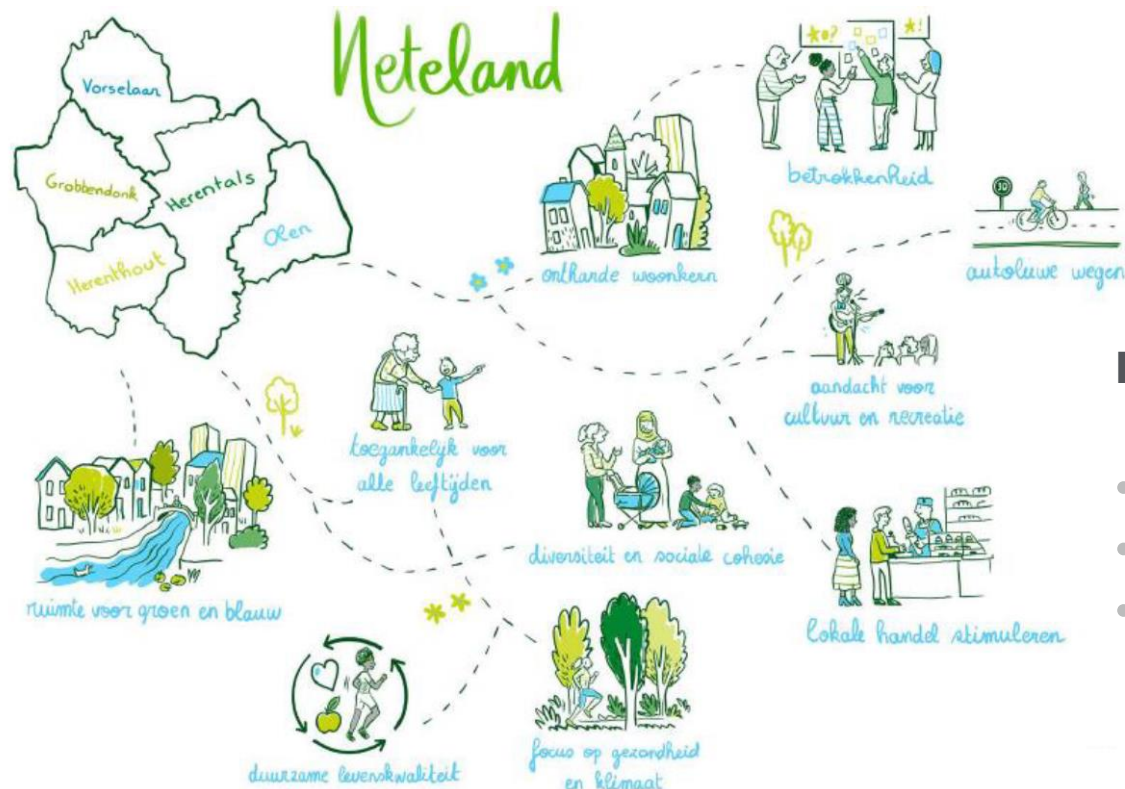 Neteland
Vorselaar
Grobbendonk
Herentals
Olen
Herenthout
*o? *!
betrokkenheid
ontharde woonkern
30
autoluwe wegen
aandacht voor
cultuur en recreatie
toegankelijk voor
alle leeftijden
diversiteit en sociale cohesie
lokale handel stimuleren
ruimte voor groen en blauw
duurzame levenskwaliteit
focus op gezondheid
en klimaat